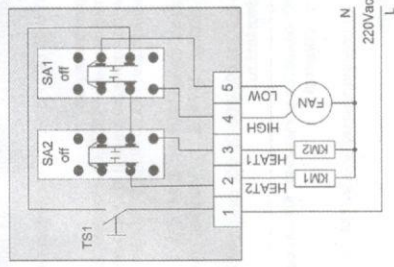 SA1
off
SA2
off
TS1
5
4
3
2
1
LOW
HIGH
HEAT1
HEAT2
FAN
KM2
KM1
N
220Vac
L